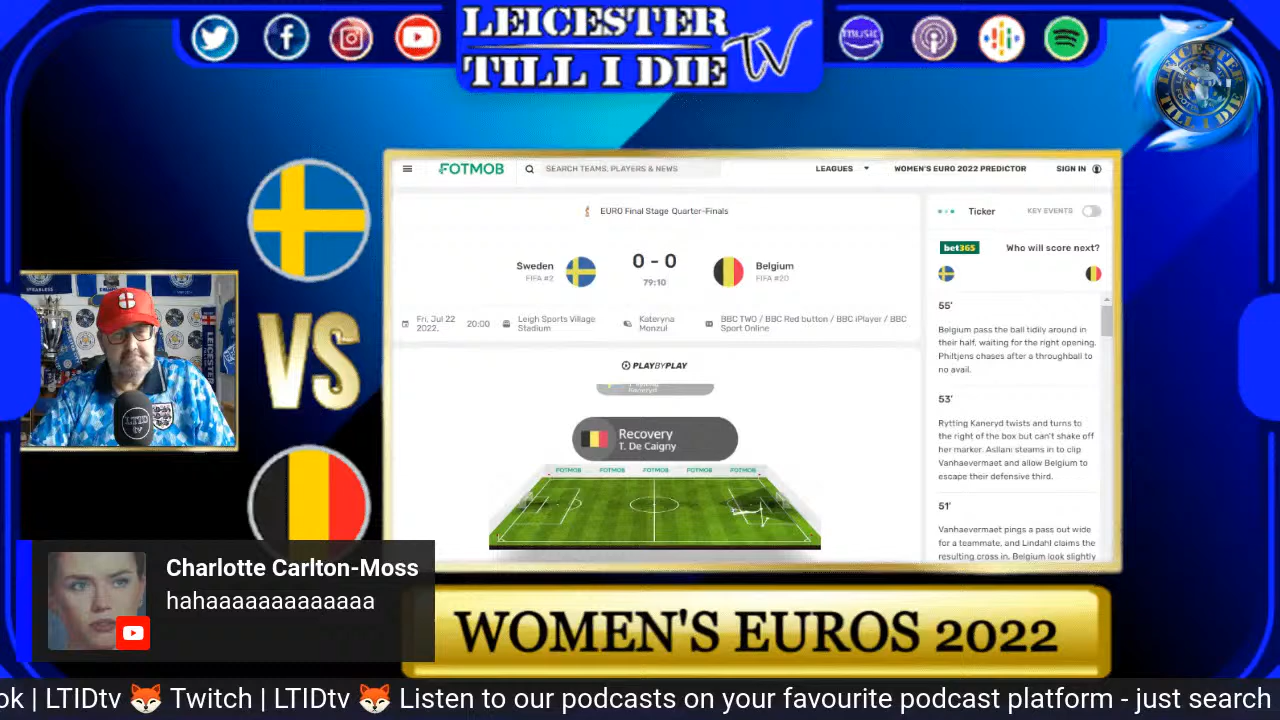 LEICESTER
TILL I DIE TV
music
LEICESTER
TILL I DIE
FOTMOB
SEARCH TEAMS, PLAYERS & NEWS
LEAGUES
WOMEN'S EURO 2022 PREDICTOR
SIGN IN
EURO Final Stage Quarter-Finals
Sweden
FIFA #2
0 - 0
79:10
Belgium
FIFA #20
Fri, Jul 22
2022,
20:00
Leigh Sports Village
Stadium
Kateryna
Monzul
BBC TWO / BBC Red button / BBC iPlayer / BBC
Sport Online
PLAYBYPLAY
Recovery
T. De Caigny
FOTMOB FOTMOB FOTMOB FOTMOB FOTMOB
Ticker
KEY EVENTS
bet365
Who will score next?
55'
Belgium pass the ball tidily around in
their half, waiting for the right opening.
Philtjens chases after a throughball to
no avail.
53'
Rytting Kaneryd twists and turns to
the right of the box but can't shake off
her marker. Asllani steams in to clip
Vanhaevermaet and allow Belgium to
escape their defensive third.
51'
Vanhaevermaet pings a pass out wide
for a teammate, and Lindahl claims the
resulting cross in. Belgium look slightly
VS
LTID
tv
Charlotte Carlton-Moss
hahaaaaaaaaaaaaa
WOMEN'S EUROS 2022
ok | LTIDtv 🦊 Twitch | LTIDtv 🦊 Listen to our podcasts on your favourite podcast platform - just search